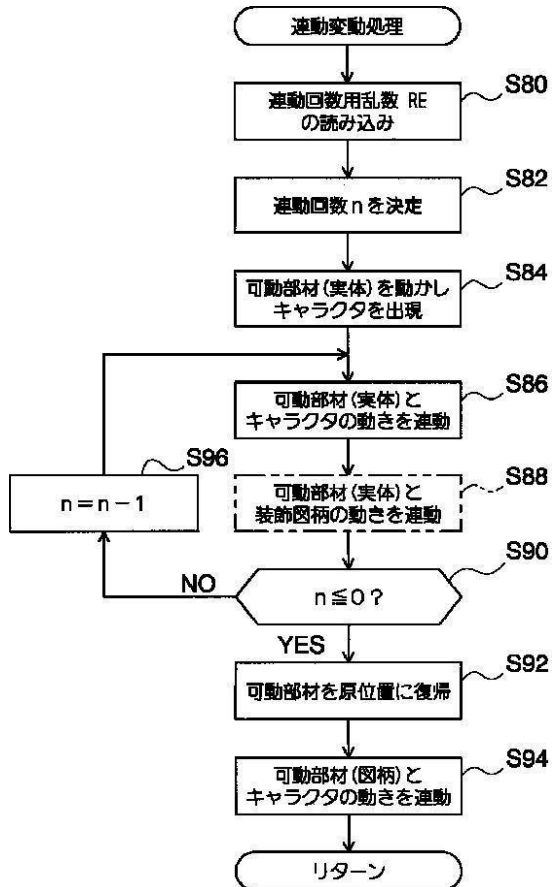 連動変動処理
S80
連動回数用乱数 RE
の読み込み
S82
連動回数nを決定
S84
可動部材(実体)を動かし
キャラクタを出現
S86
可動部材(実体)と
キャラクタの動きを連動
S96
n=n-1
S88
可動部材(実体)と
装飾図柄の動きを連動
S90
n≦0?
NO
YES
S92
可動部材を原位置に復帰
S94
可動部材(図柄)と
キャラクタの動きを連動
リターン